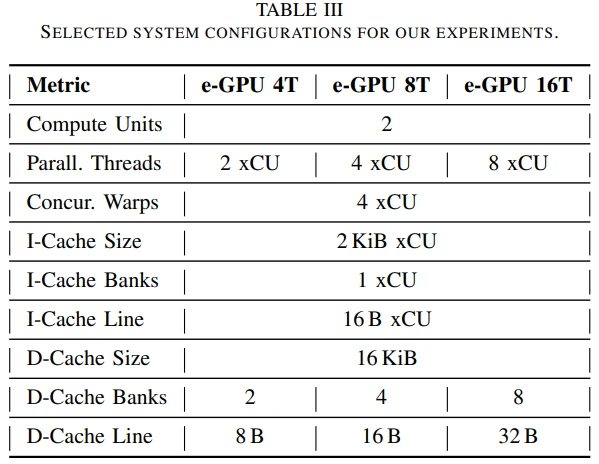 TABLE III
SELECTED SYSTEM CONFIGURATIONS FOR OUR EXPERIMENTS.
Metric e-GPU 4T e-GPU 8T e-GPU 16T
Compute Units 2
Parall. Threads 2 xCU 4 xCU 8 xCU
Concur. Warps 4 xCU
I-Cache Size 2 KiB xCU
I-Cache Banks 1 xCU
I-Cache Line 16 B xCU
D-Cache Size 16 KiB
D-Cache Banks 2 4 8
D-Cache Line 8 B 16 B 32 B